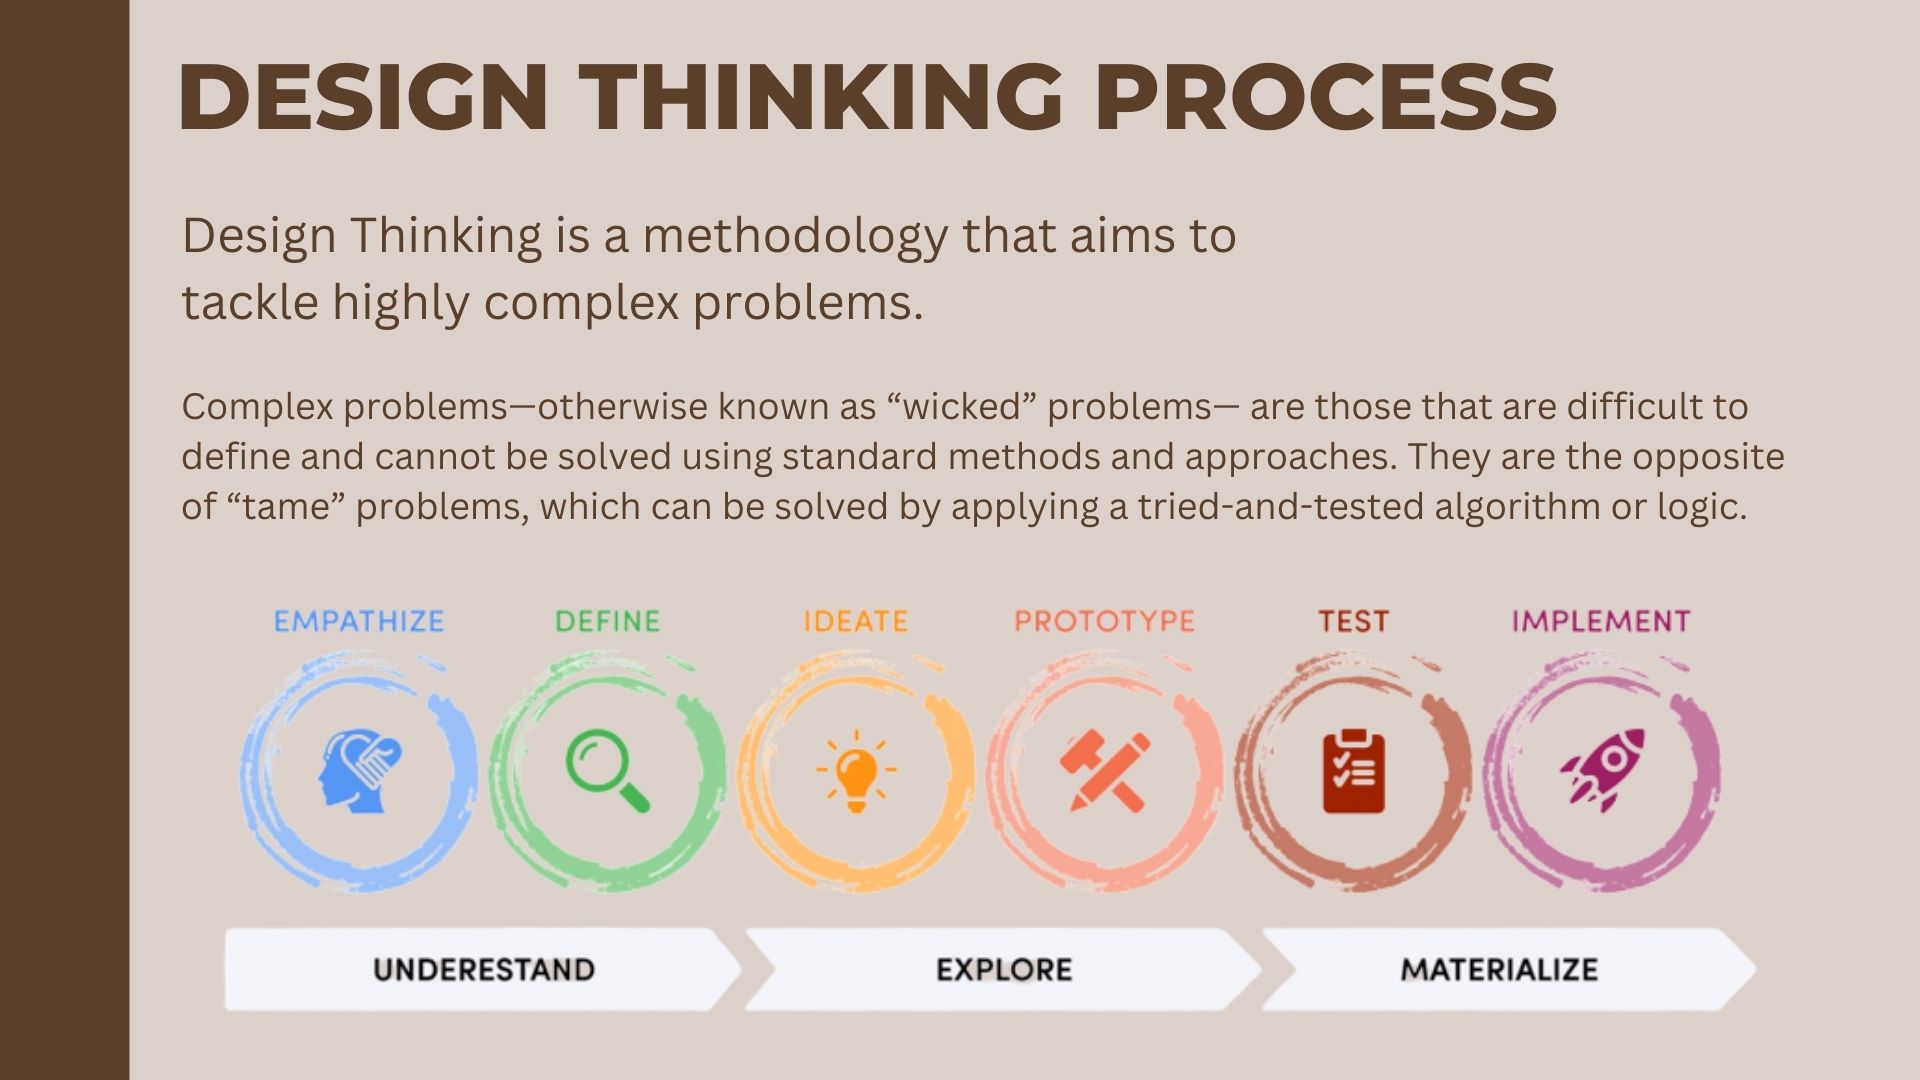 DESIGN THINKING PROCESS
Design Thinking is a methodology that aims to
tackle highly complex problems.
Complex problems—otherwise known as “wicked” problems— are those that are difficult to
define and cannot be solved using standard methods and approaches. They are the opposite
of “tame” problems, which can be solved by applying a tried-and-tested algorithm or logic.
EMPATHIZE DEFINE IDEATE PROTOTYPE TEST IMPLEMENT
UNDERESTAND EXPLORE MATERIALIZE